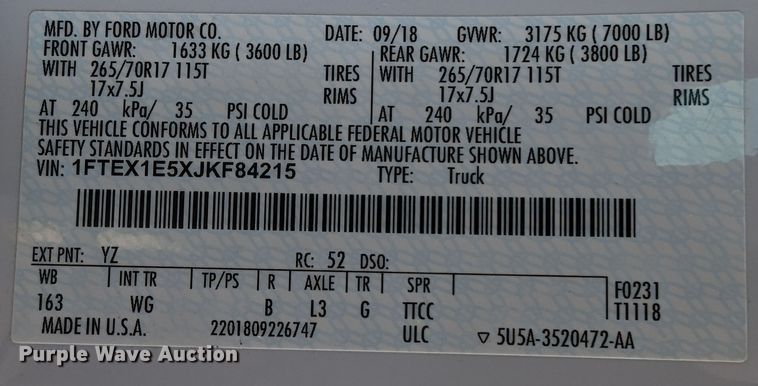 MFD. BY FORD MOTOR CO. DATE: 09/18 GVWR: 3175 KG ( 7000 LB)
FRONT GAWR: 1633 KG ( 3600 LB) REAR GAWR: 1724 KG ( 3800 LB)
WITH 265/70R17 115T TIRES WITH 265/70R17 115T TIRES
17x7.5J RIMS 17x7.5J RIMS
AT 240 kPa/ 35 PSI COLD AT 240 kPa/ 35 PSI COLD
THIS VEHICLE CONFORMS TO ALL APPLICABLE FEDERAL MOTOR VEHICLE
SAFETY STANDARDS IN EFFECT ON THE DATE OF MANUFACTURE SHOWN ABOVE.
VIN: 1FTEX1E5XJKF84215 TYPE: Truck
EXT PNT: YZ RC: 52 DSO:
WB INT TR TP/PS R AXLE TR SPR F0231
163 WG B L3 G TTCC T1118
MADE IN U.S.A. 2201809226747 ULC ▽ 5U5A-3520472-AA
Purple Wave Auction